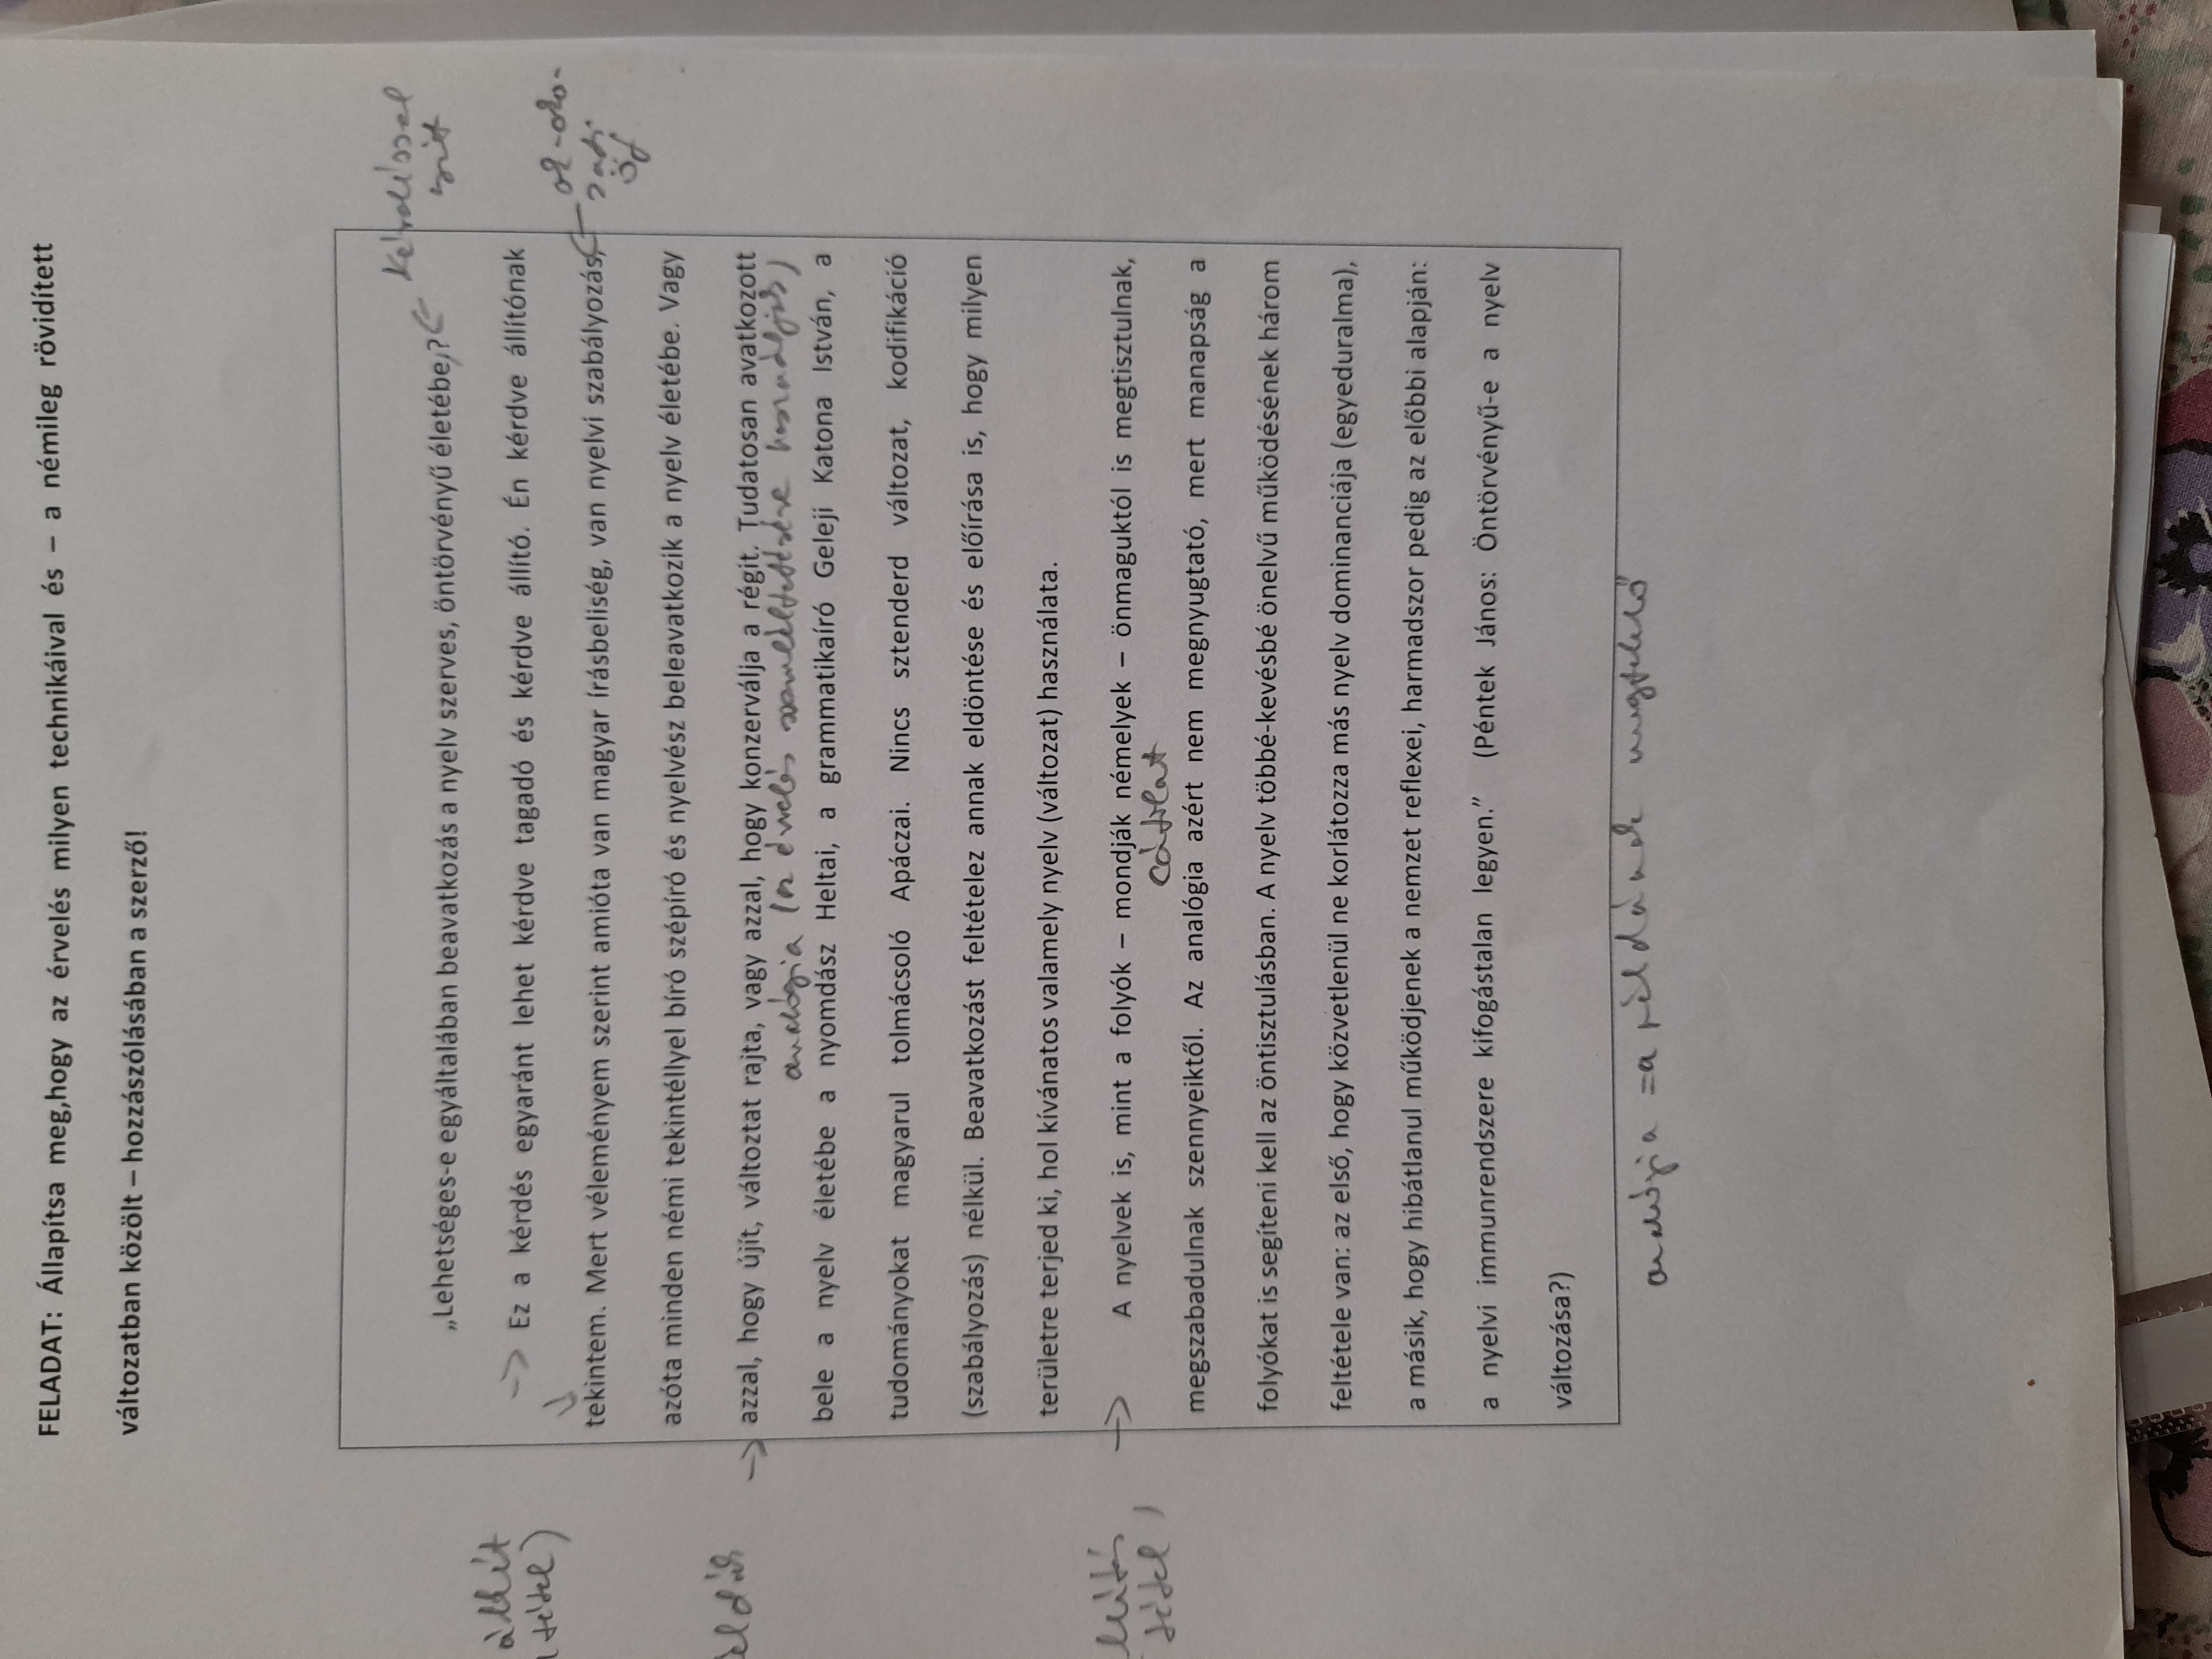 FELADAT: Állapítsa meg,hogy az érvelés milyen technikáival és – a némileg rövidített
változatban közölt – hozzászólásában a szerző!
kérdéssel
nyit
„Lehetséges-e egyáltalában beavatkozás a nyelv szerves, öntörvényű életébe,?
állít
(tétel)
Ez a kérdés egyaránt lehet kérdve tagadó és kérdve állító. Én kérdve állítónak
ok-oko-
zati
öf
tekintem. Mert véleményem szerint amióta van magyar írásbeliség, van nyelvi szabályozás,
azóta minden némi tekintéllyel bíró szépíró és nyelvész beleavatkozik a nyelv életébe. Vagy
azzal, hogy újít, változtat rajta, vagy azzal, hogy konzerválja a régit. Tudatosan avatkozott
analógia (az érvelés szemléltetésére használják)
bele a nyelv életébe a nyomdász Heltai, a grammatikaíró Geleji Katona István, a
tudományokat magyarul tolmácsoló Apáczai. Nincs sztenderd változat, kodifikáció
(szabályozás) nélkül. Beavatkozást feltételez annak eldöntése és előírása is, hogy milyen
területre terjed ki, hol kívánatos valamely nyelv (változat) használata.
tétel)
A nyelvek is, mint a folyók – mondják némelyek – önmaguktól is megtisztulnak,
cáfolat
megszabadulnak szennyeiktől. Az analógia azért nem megnyugtató, mert manapság a
folyókat is segíteni kell az öntisztulásban. A nyelv többé-kevésbé önelvű működésének három
feltétele van: az első, hogy közvetlenül ne korlátozza más nyelv dominanciája (egyeduralma),
a másik, hogy hibátlanul működjenek a nemzet reflexei, harmadszor pedig az előbbi alapján:
a nyelvi immunrendszere kifogástalan legyen.” (Péntek János: Öntörvényű-e a nyelv
változása?)
analógia = a példának megfelelő